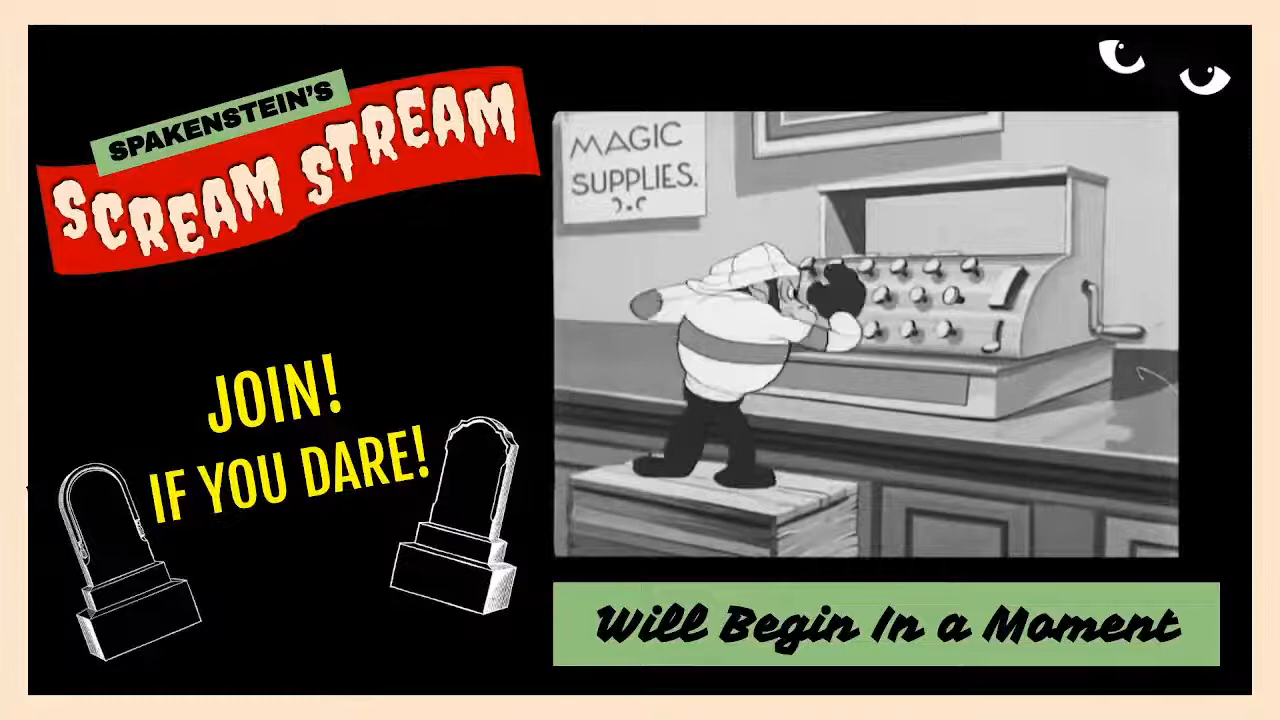 SPAKENSTEIN'S
SCREAM STREAM
MAGIC
SUPPLIES.
JOIN!
IF YOU DARE!
Will Begin In a Moment